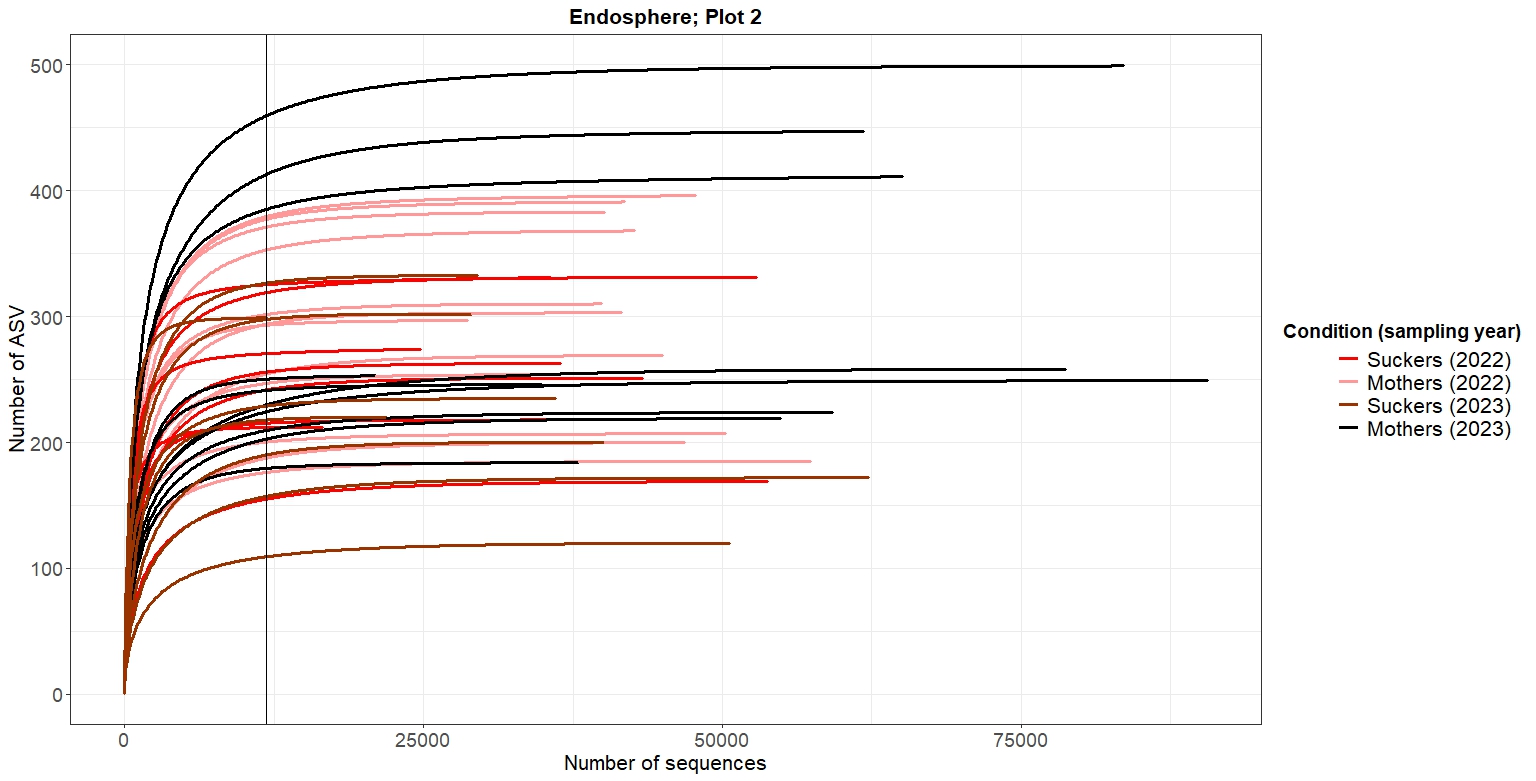 Endosphere; Plot 2
Number of ASV
500
400
300
200
100
0
0
25000
50000
75000
Number of sequences
Condition (sampling year)
Suckers (2022)
Mothers (2022)
Suckers (2023)
Mothers (2023)